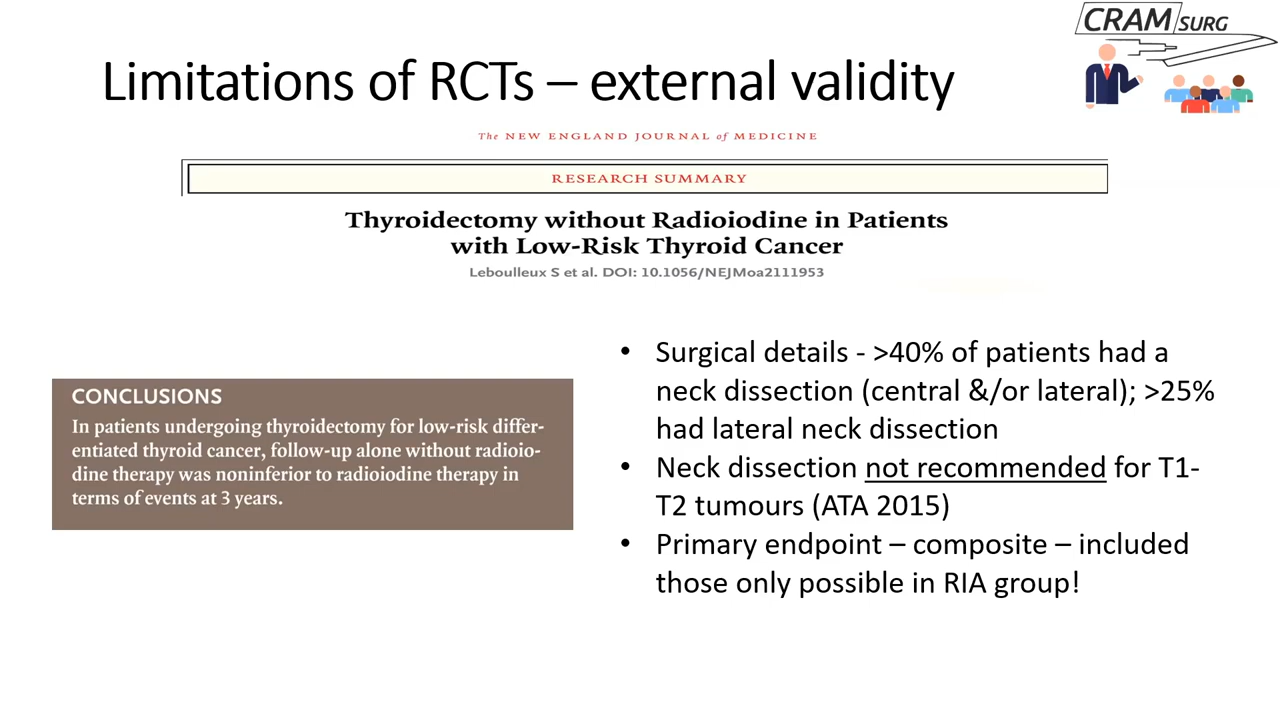 CRAMSURG
Limitations of RCTs – external validity
The NEW ENGLAND JOURNAL of MEDICINE
RESEARCH SUMMARY
Thyroidectomy without Radioiodine in Patients
with Low-Risk Thyroid Cancer
Leboulleux S et al. DOI: 10.1056/NEJMoa2111953
CONCLUSIONS
In patients undergoing thyroidectomy for low-risk differ-
entiated thyroid cancer, follow-up alone without radioio-
dine therapy was noninferior to radioiodine therapy in
terms of events at 3 years.
• Surgical details - >40% of patients had a
neck dissection (central &/or lateral); >25%
had lateral neck dissection
• Neck dissection not recommended for T1-
T2 tumours (ATA 2015)
• Primary endpoint – composite – included
those only possible in RIA group!